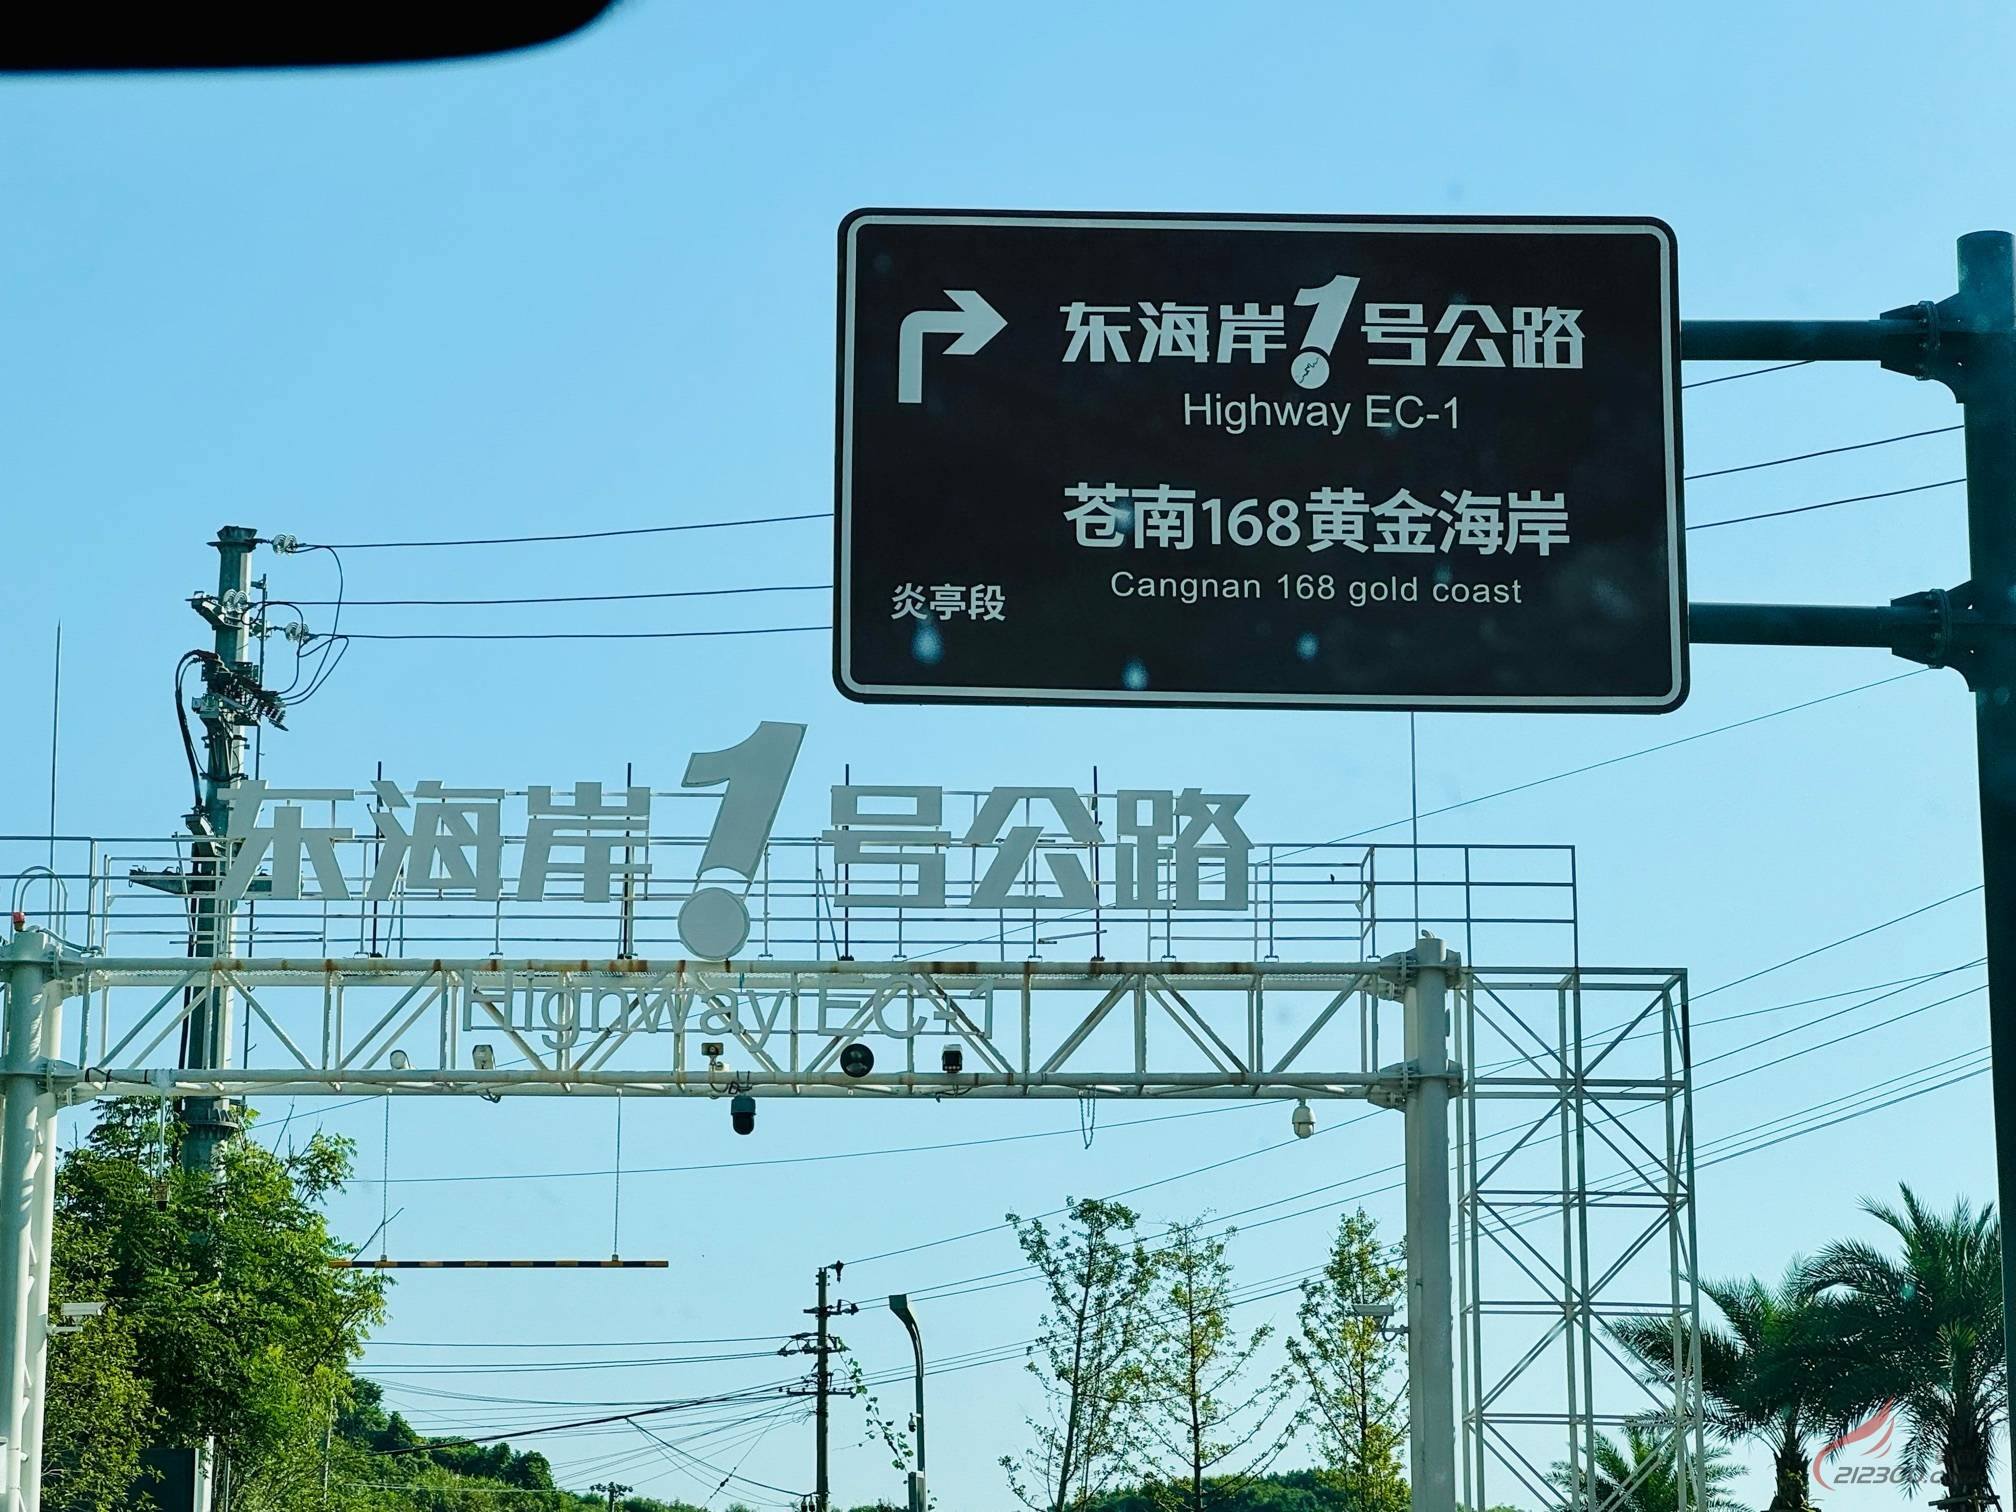 东海岸1号公路
Highway EC-1
苍南168黄金海岸
Cangnan 168 gold coast
炎亭段
东海岸1号公路
Highway EC-1